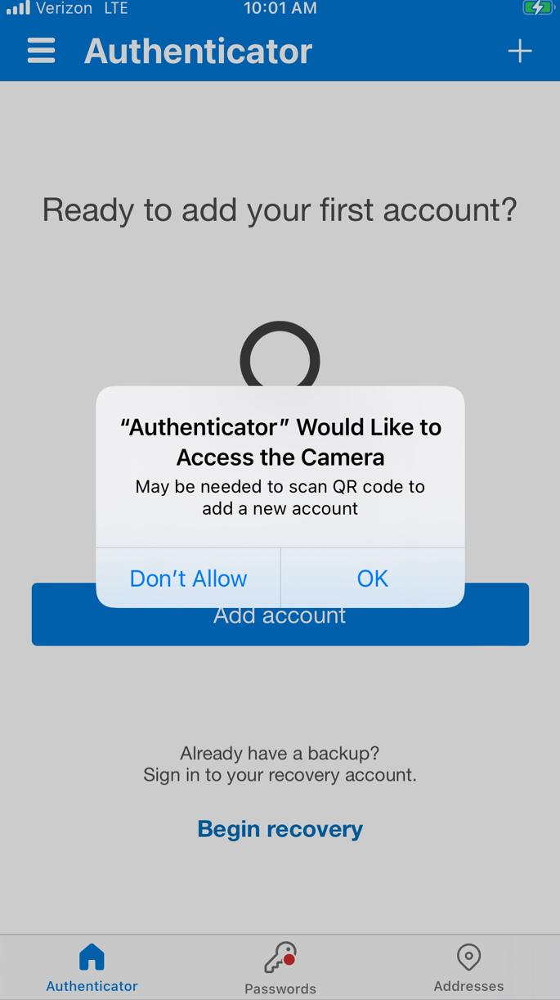 Verizon LTE 10:01 AM
Authenticator
Ready to add your first account?
“Authenticator” Would Like to
Access the Camera
May be needed to scan QR code to
add a new account
Don’t Allow OK
Add account
Already have a backup?
Sign in to your recovery account.
Begin recovery
Authenticator Passwords Addresses